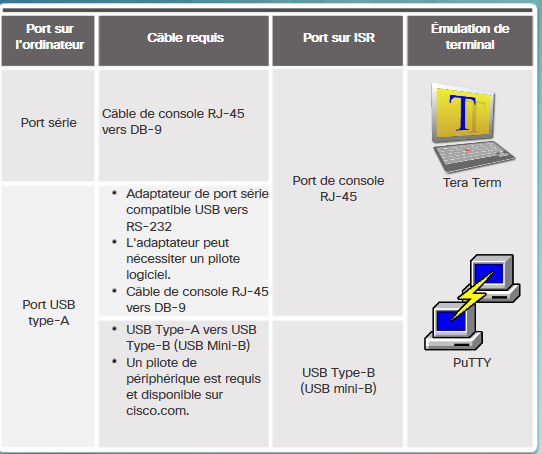 Port sur
l'ordinateur
Câble requis
Port sur ISR
Émulation de
terminal
Port série
Câble de console RJ-45
vers DB-9
Port de console
RJ-45
T
Tera Term
Port USB
type-A
• Adaptateur de port série
compatible USB vers
RS-232
• L'adaptateur peut
nécessiter un pilote
logiciel.
• Câble de console RJ-45
vers DB-9
• USB Type-A vers USB
Type-B (USB Mini-B)
• Un pilote de
périphérique est requis
et disponible sur
cisco.com.
USB Type-B
(USB mini-B)
PuTTY